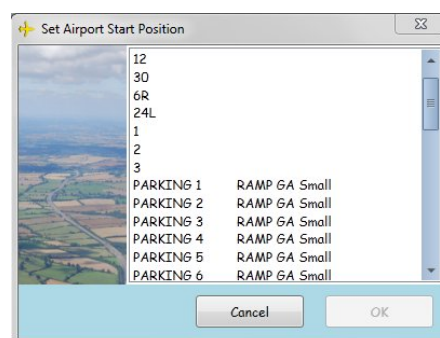 Set Airport Start Position
12
30
6R
24L
1
2
3
PARKING 1 RAMP GA Small
PARKING 2 RAMP GA Small
PARKING 3 RAMP GA Small
PARKING 4 RAMP GA Small
PARKING 5 RAMP GA Small
PARKING 6 RAMP GA Small
Cancel OK